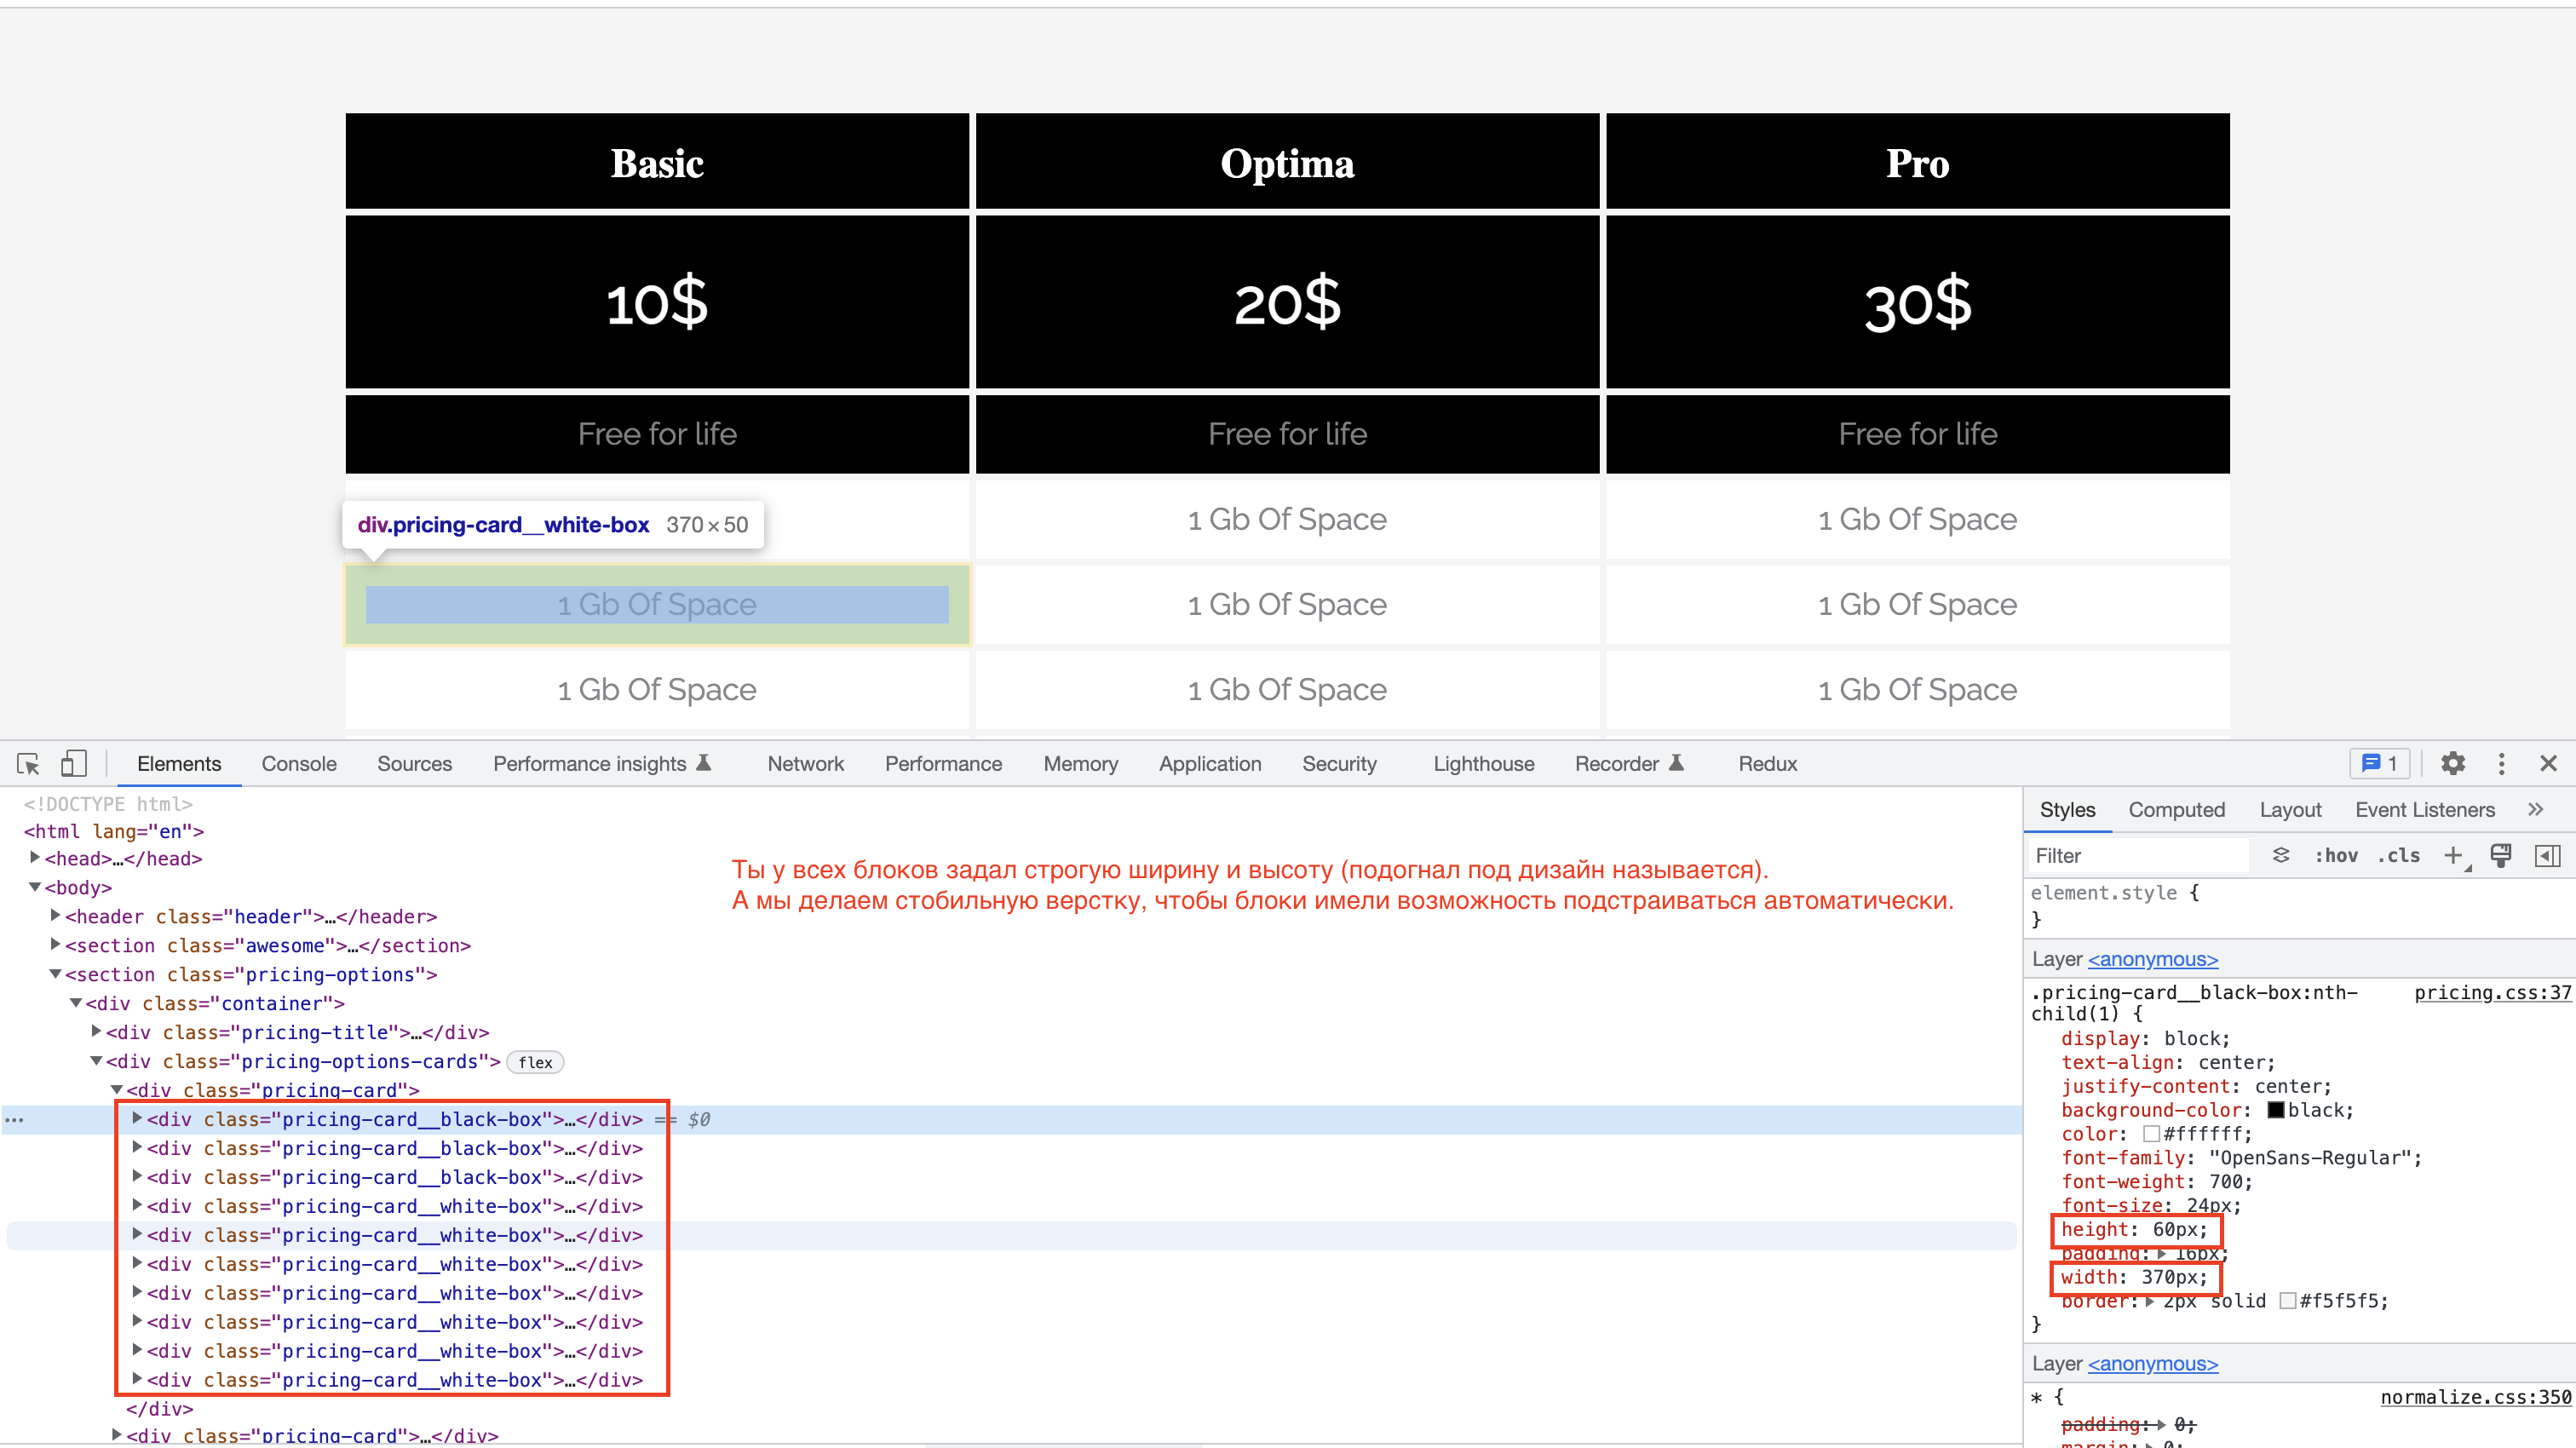 Basic Optima Pro
10$ 20$ 30$
Free for life Free for life Free for life
1 Gb Of Space 1 Gb Of Space
div.pricing-card__white-box 370 × 50
1 Gb Of Space 1 Gb Of Space 1 Gb Of Space
1 Gb Of Space 1 Gb Of Space 1 Gb Of Space
Elements Console Sources Performance insights Network Performance Memory Application Security Lighthouse Recorder Redux 1
<!DOCTYPE html>
<html lang="en">
<head>…</head>
<body>
<header class="header">…</header>
<section class="awesome">…</section>
<section class="pricing-options">
<div class="container">
<div class="pricing-title">…</div>
<div class="pricing-options-cards"> flex
<div class="pricing-card">
<div class="pricing-card__black-box">…</div> == $0
<div class="pricing-card__black-box">…</div>
<div class="pricing-card__black-box">…</div>
<div class="pricing-card__white-box">…</div>
<div class="pricing-card__white-box">…</div>
<div class="pricing-card__white-box">…</div>
<div class="pricing-card__white-box">…</div>
<div class="pricing-card__white-box">…</div>
<div class="pricing-card__white-box">…</div>
<div class="pricing-card__white-box">…</div>
</div>
<div class="pricing-card">…</div>
Ты у всех блоков задал строгую ширину и высоту (подогнал под дизайн называется).
А мы делаем стобильную верстку, чтобы блоки имели возможность подстраиваться автоматически.
Styles Computed Layout Event Listeners »
Filter :hov .cls +
element.style {
}
Layer <anonymous>
.pricing-card__black-box:nth- pricing.css:37
child(1) {
display: block;
text-align: center;
justify-content: center;
background-color: black;
color: #ffffff;
font-family: "OpenSans-Regular";
font-weight: 700;
font-size: 24px;
height: 60px;
padding: 16px;
width: 370px;
border: 2px solid #f5f5f5;
}
Layer <anonymous>
* { normalize.css:350
padding: 0;
margin: 0;